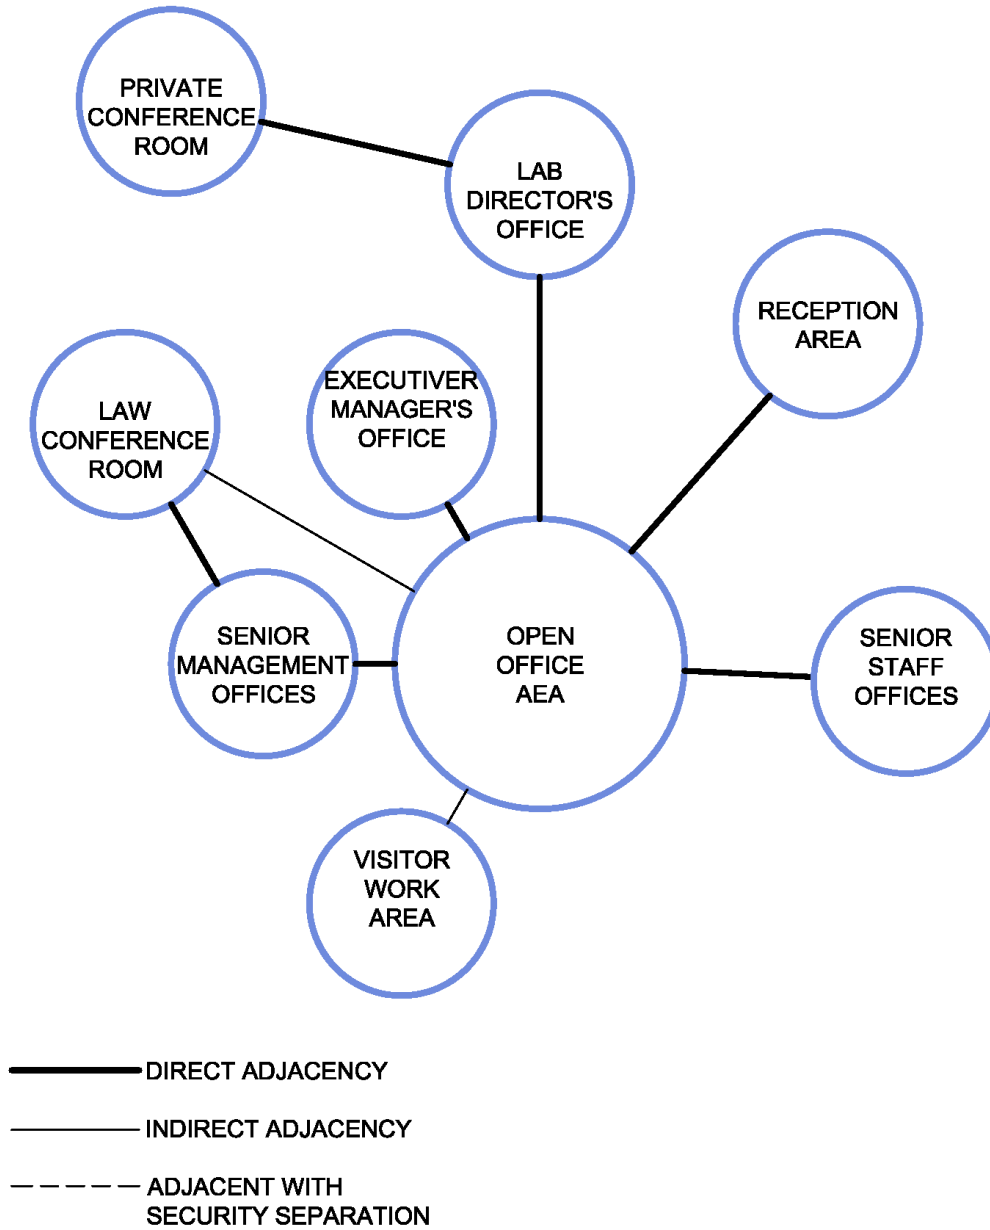 PRIVATE
CONFERENCE
ROOM
LAB
DIRECTOR'S
OFFICE
RECEPTION
AREA
EXECUTIVER
MANAGER'S
OFFICE
LAW
CONFERENCE
ROOM
SENIOR
MANAGEMENT
OFFICES
OPEN
OFFICE
AEA
SENIOR
STAFF
OFFICES
VISITOR
WORK
AREA
DIRECT ADJACENCY
INDIRECT ADJACENCY
ADJACENT WITH
SECURITY SEPARATION